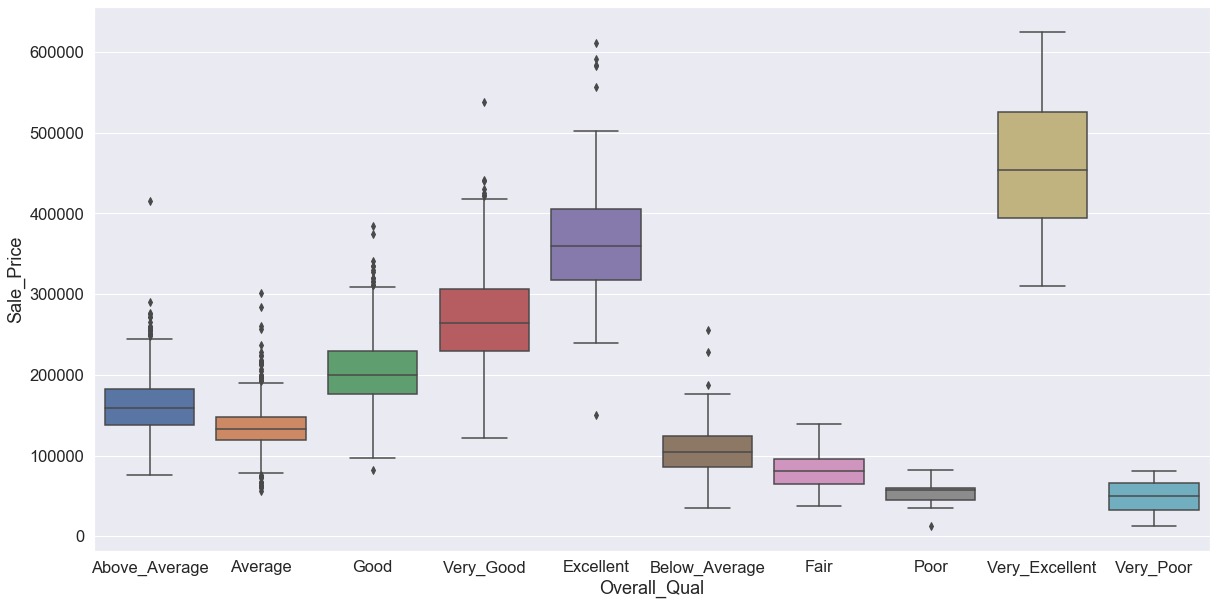 600000
500000
400000
300000
200000
100000
0
Sale_Price
Above_Average Average Good Very_Good Excellent Below_Average Fair Poor Very_Excellent Very_Poor
Overall_Qual